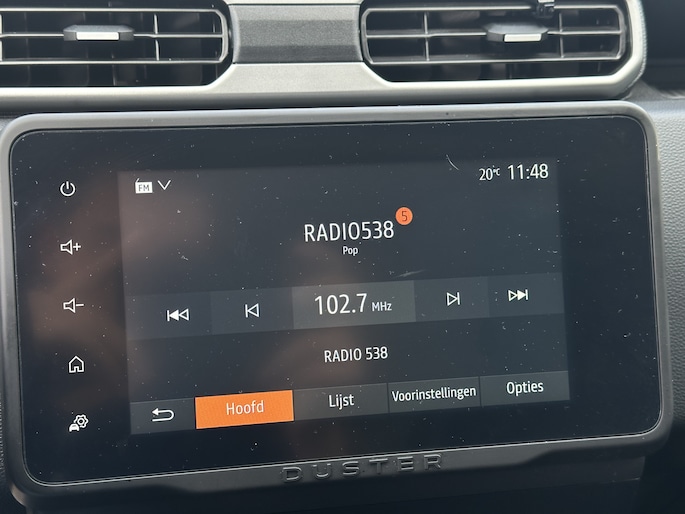 FM
20°C 11:48
RADIO538 5
Pop
102.7 MHz
RADIO 538
Hoofd Lijst Voorinstellingen Opties
DUSTER